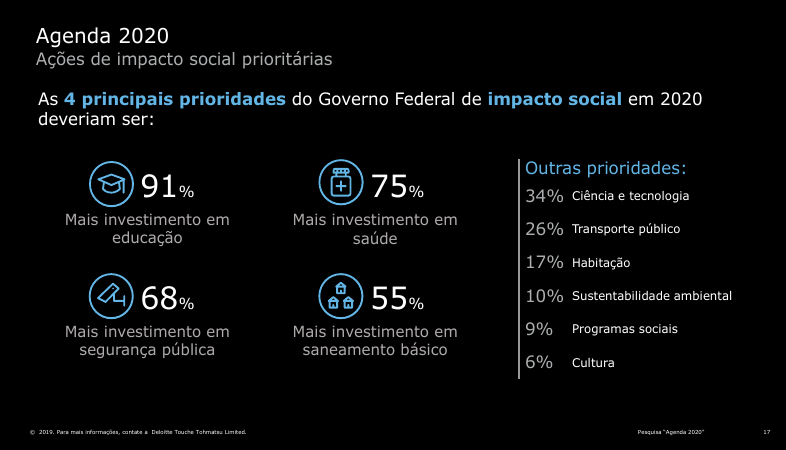 Agenda 2020
Ações de impacto social prioritárias
As 4 principais prioridades do Governo Federal de impacto social em 2020
deveriam ser:
91%
Mais investimento em
educação
75%
Mais investimento em
saúde
68%
Mais investimento em
segurança pública
55%
Mais investimento em
saneamento básico
Outras prioridades:
34% Ciência e tecnologia
26% Transporte público
17% Habitação
10% Sustentabilidade ambiental
9% Programas sociais
6% Cultura
© 2019. Para mais informações, contate a Deloitte Touche Tohmatsu Limited.
Pesquisa "Agenda 2020"
17